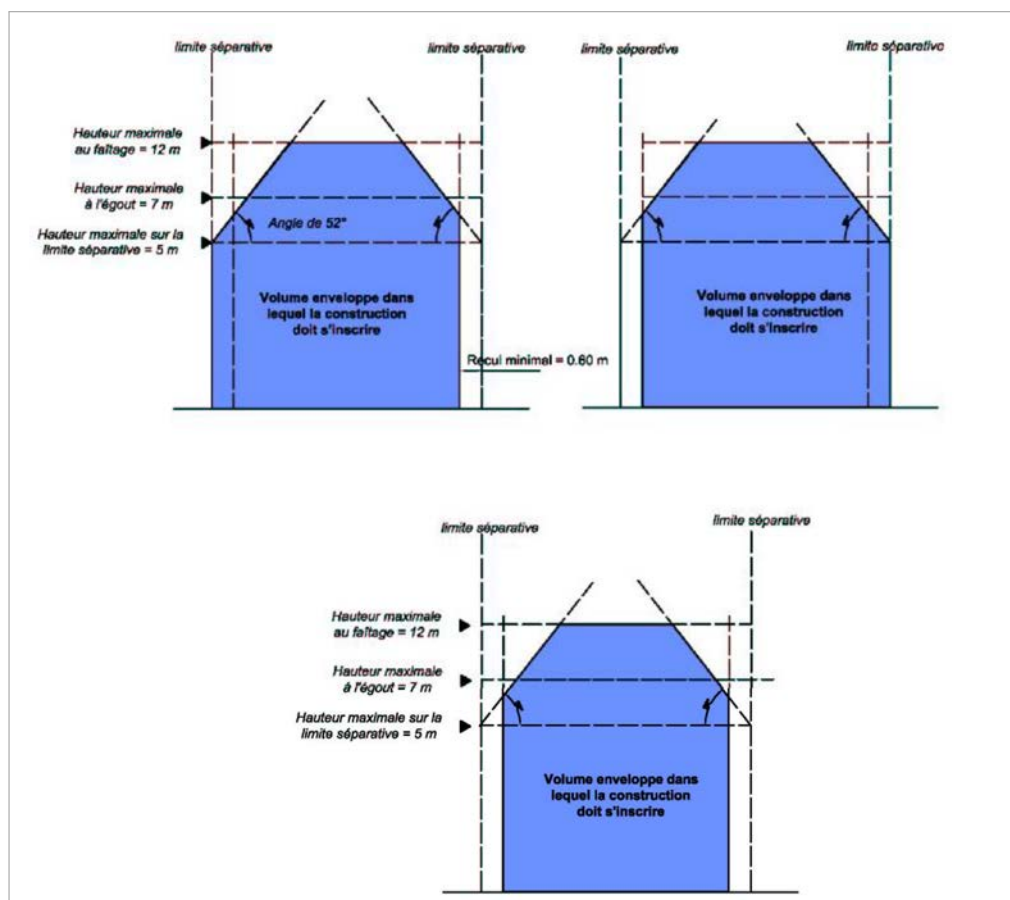 limite séparative
limite séparative
Hauteur maximale
au faîtage = 12 m
Hauteur maximale
à l'égout = 7 m
Hauteur maximale sur la
limite séparative = 5 m
Angle de 52°
Volume enveloppe dans
lequel la construction
doit s'inscrire
Recul minimal = 0.60 m
limite séparative
limite séparative
Volume enveloppe dans
lequel la construction
doit s'inscrire
limite séparative
limite séparative
Hauteur maximale
au faîtage = 12 m
Hauteur maximale
à l'égout = 7 m
Hauteur maximale sur la
limite séparative = 5 m
Volume enveloppe dans
lequel la construction
doit s'inscrire